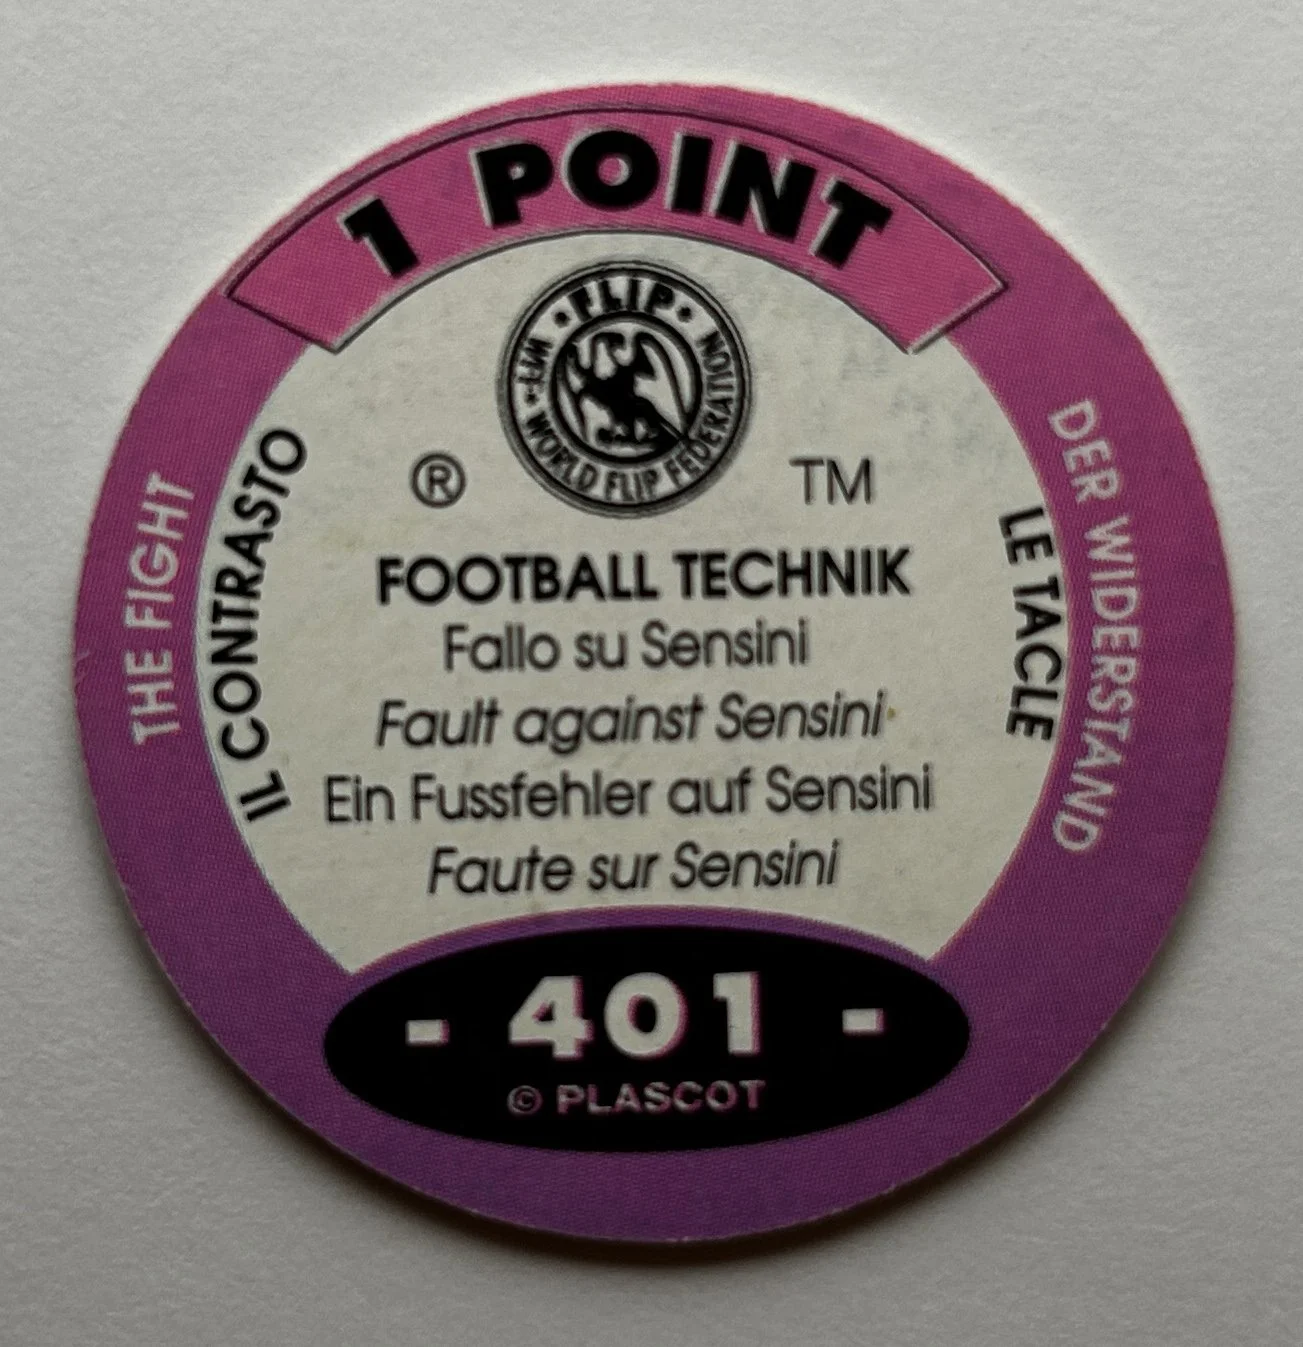 1 POINT
• FLIP •
WFF • WORLD FLIP FEDERATION
® TM
THE FIGHT
IL CONTRASTO
LE TACLE
DER WIDERSTAND
FOOTBALL TECHNIK
Fallo su Sensini
Fault against Sensini
Ein Fussfehler auf Sensini
Faute sur Sensini
- 401 -
© PLASCOT